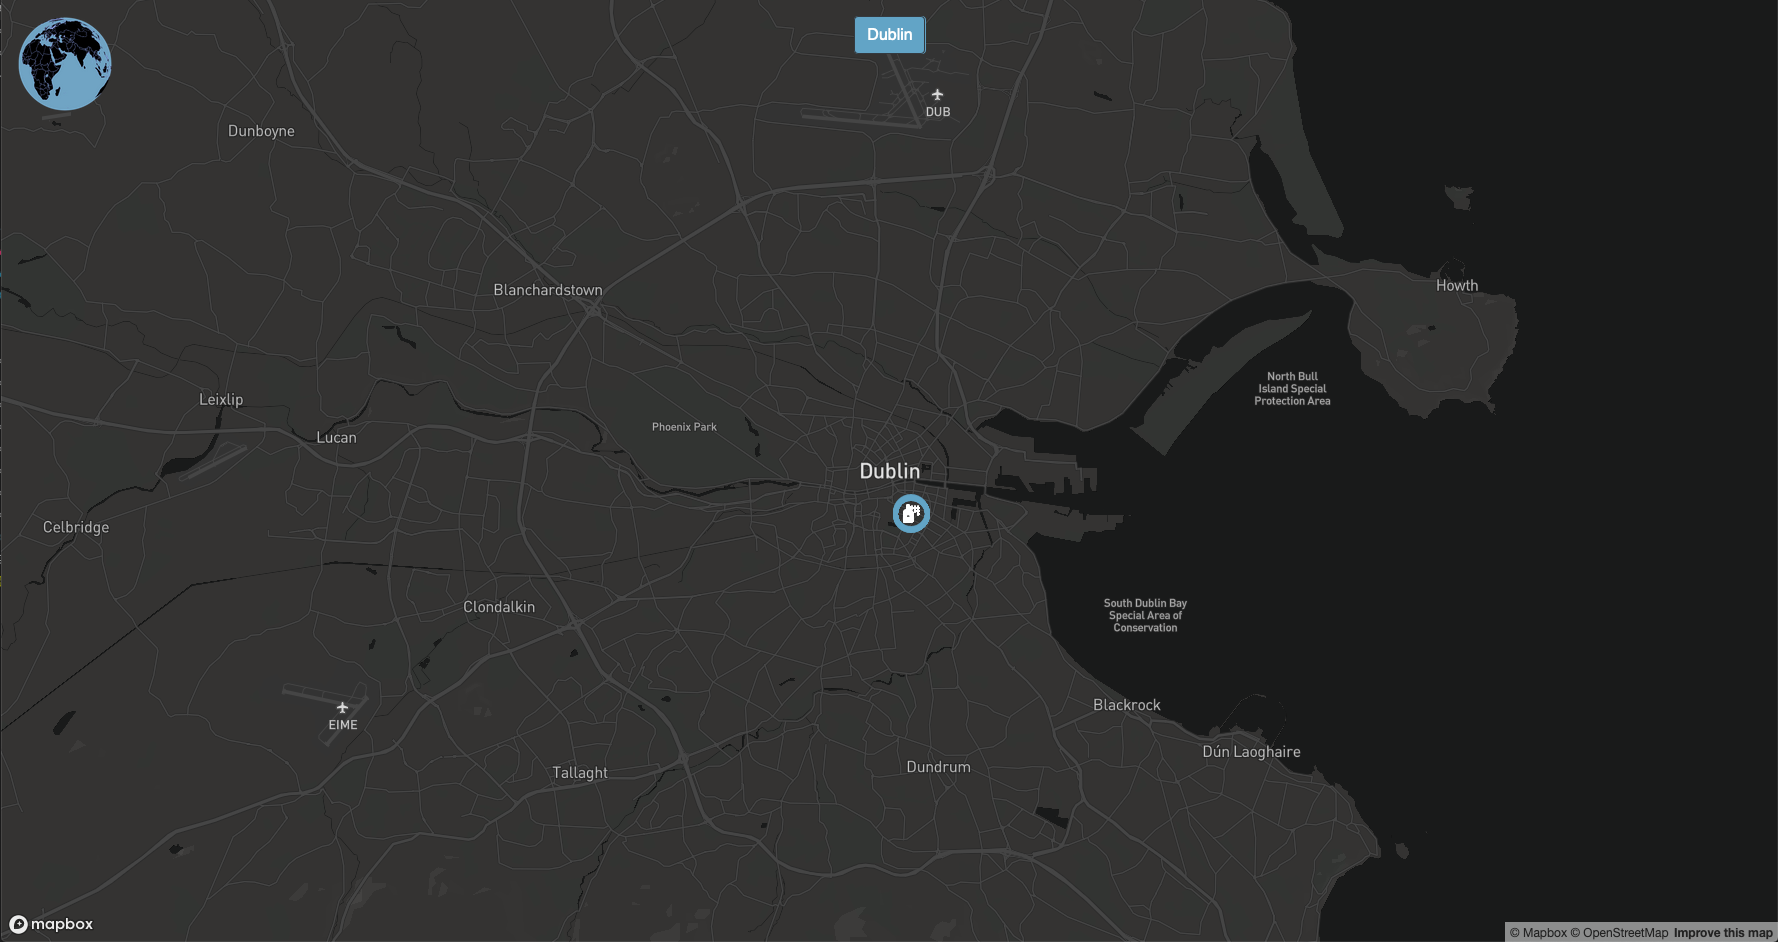 Dublin
DUB
Dunboyne
Blanchardstown
Howth
North Bull
Island Special
Protection Area
Leixlip
Phoenix Park
Lucan
Dublin
Celbridge
South Dublin Bay
Special Area of
Conservation
Clondalkin
Blackrock
EIME
Dún Laoghaire
Dundrum
Tallaght
mapbox
© Mapbox © OpenStreetMap Improve this map